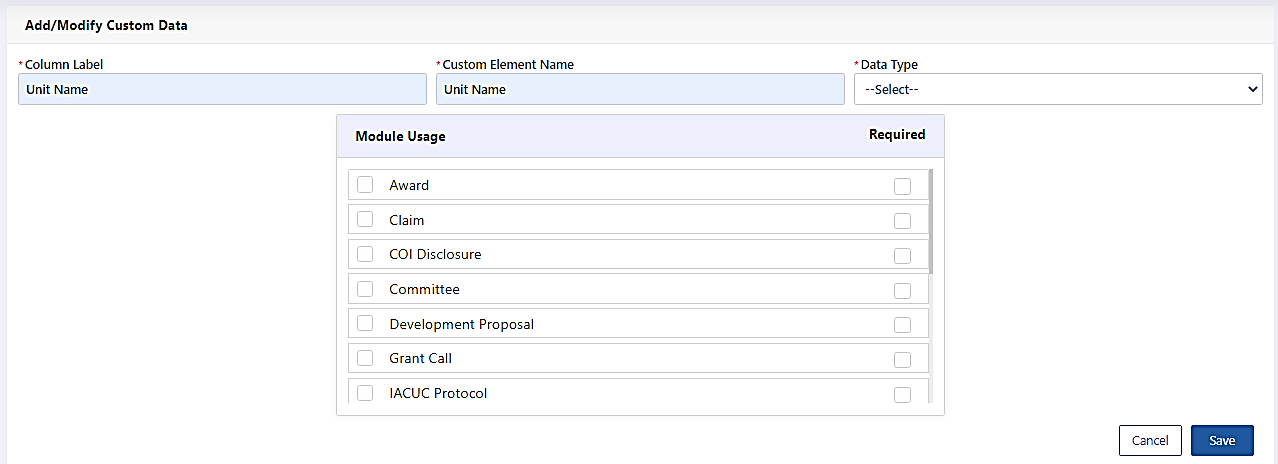 Add/Modify Custom Data
*Column Label *Custom Element Name *Data Type
Unit Name Unit Name --Select--
Module Usage Required
Award
Claim
COI Disclosure
Committee
Development Proposal
Grant Call
IACUC Protocol
Cancel Save